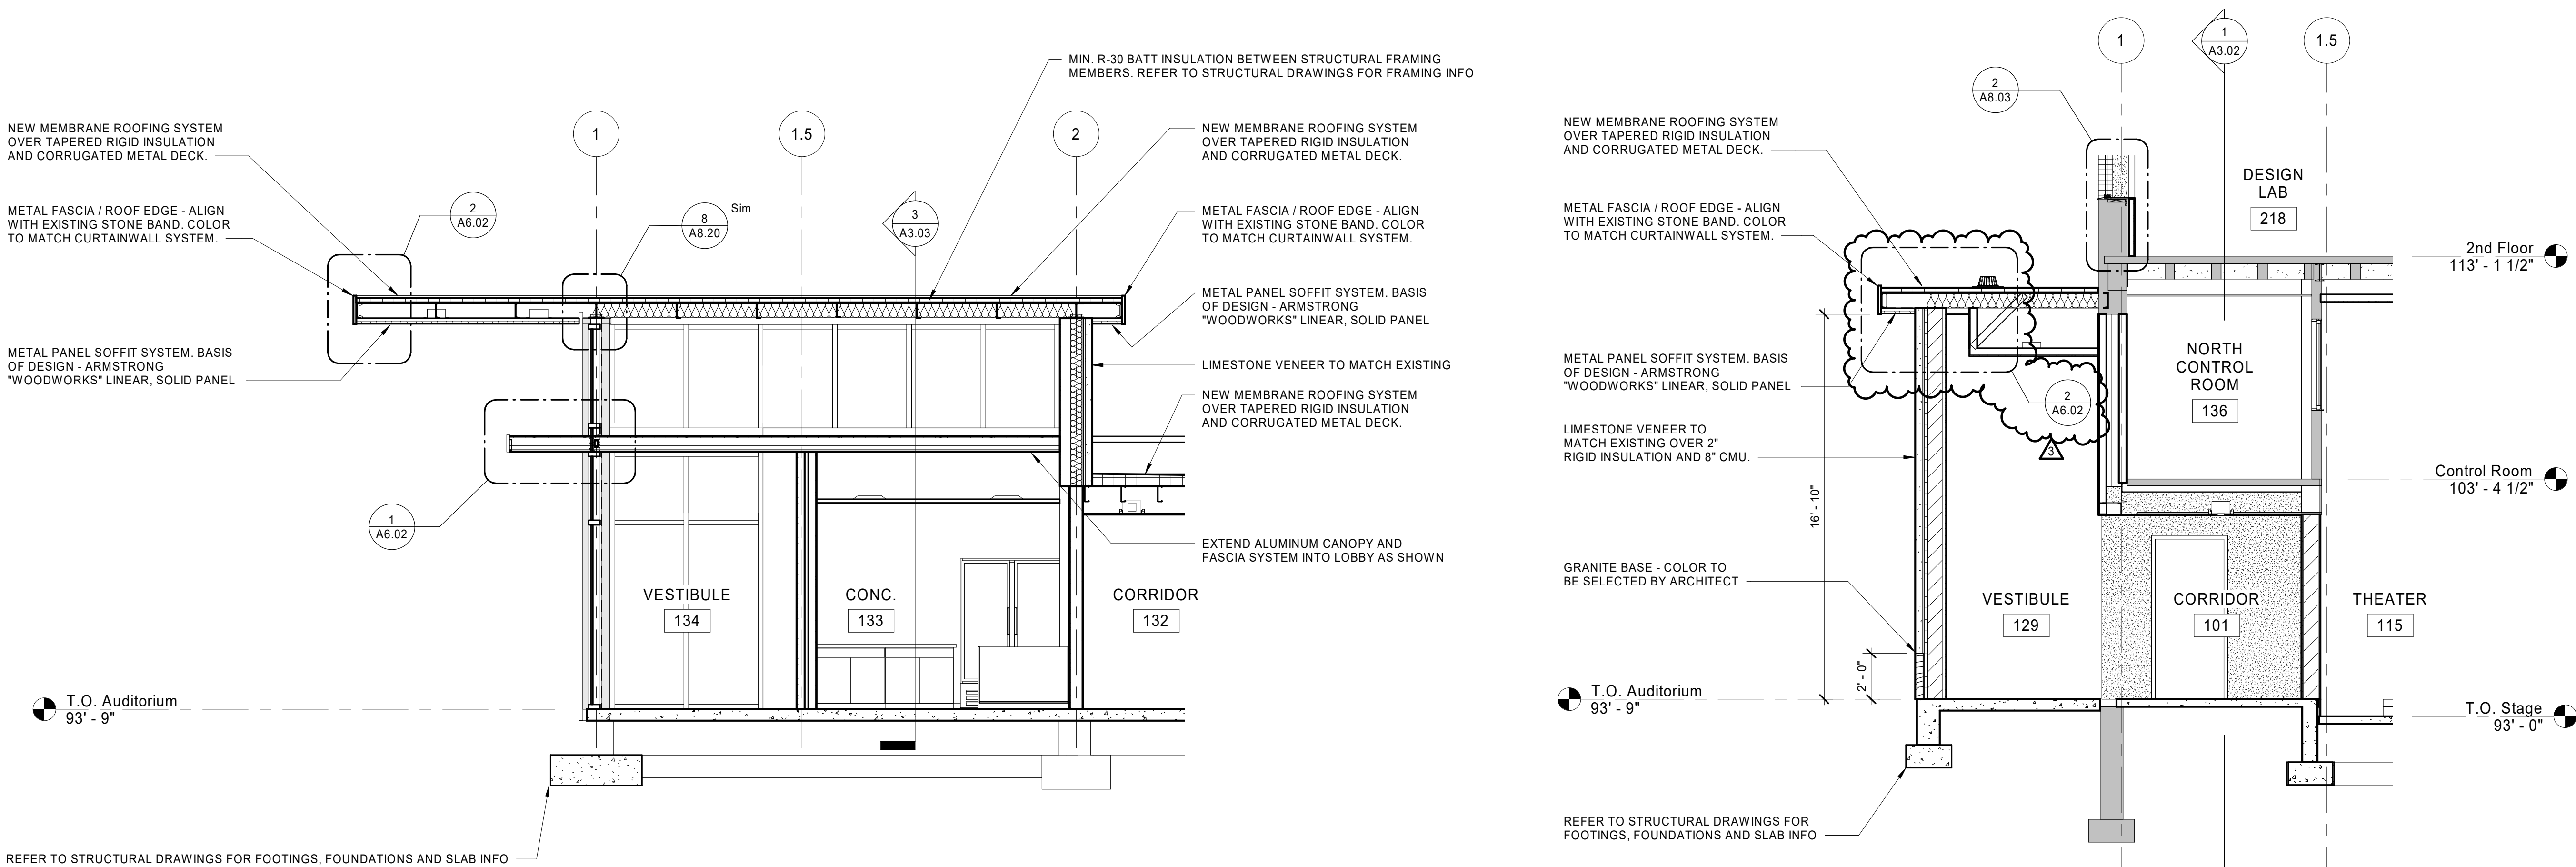 MIN. R-30 BATT INSULATION BETWEEN STRUCTURAL FRAMING
MEMBERS. REFER TO STRUCTURAL DRAWINGS FOR FRAMING INFO
NEW MEMBRANE ROOFING SYSTEM
OVER TAPERED RIGID INSULATION
AND CORRUGATED METAL DECK.
METAL FASCIA / ROOF EDGE - ALIGN
WITH EXISTING STONE BAND. COLOR
TO MATCH CURTAINWALL SYSTEM.
METAL PANEL SOFFIT SYSTEM. BASIS
OF DESIGN - ARMSTRONG
"WOODWORKS" LINEAR, SOLID PANEL
2
A6.02
1
1.5
2
8
A8.20
Sim
3
A3.03
1
A6.02
NEW MEMBRANE ROOFING SYSTEM
OVER TAPERED RIGID INSULATION
AND CORRUGATED METAL DECK.
METAL FASCIA / ROOF EDGE - ALIGN
WITH EXISTING STONE BAND. COLOR
TO MATCH CURTAINWALL SYSTEM.
METAL PANEL SOFFIT SYSTEM. BASIS
OF DESIGN - ARMSTRONG
"WOODWORKS" LINEAR, SOLID PANEL
LIMESTONE VENEER TO MATCH EXISTING
NEW MEMBRANE ROOFING SYSTEM
OVER TAPERED RIGID INSULATION
AND CORRUGATED METAL DECK.
EXTEND ALUMINUM CANOPY AND
FASCIA SYSTEM INTO LOBBY AS SHOWN
VESTIBULE
134
CONC.
133
CORRIDOR
132
T.O. Auditorium
93' - 9"
REFER TO STRUCTURAL DRAWINGS FOR FOOTINGS, FOUNDATIONS AND SLAB INFO
1
1
A3.02
1.5
2
A8.03
NEW MEMBRANE ROOFING SYSTEM
OVER TAPERED RIGID INSULATION
AND CORRUGATED METAL DECK.
METAL FASCIA / ROOF EDGE - ALIGN
WITH EXISTING STONE BAND. COLOR
TO MATCH CURTAINWALL SYSTEM.
METAL PANEL SOFFIT SYSTEM. BASIS
OF DESIGN - ARMSTRONG
"WOODWORKS" LINEAR, SOLID PANEL
LIMESTONE VENEER TO
MATCH EXISTING OVER 2"
RIGID INSULATION AND 8" CMU.
GRANITE BASE - COLOR TO
BE SELECTED BY ARCHITECT
16' - 10"
2' - 0"
2
A6.02
3
DESIGN
LAB
218
2nd Floor
113' - 1 1/2"
NORTH
CONTROL
ROOM
136
Control Room
103' - 4 1/2"
VESTIBULE
129
CORRIDOR
101
THEATER
115
T.O. Auditorium
93' - 9"
T.O. Stage
93' - 0"
REFER TO STRUCTURAL DRAWINGS FOR
FOOTINGS, FOUNDATIONS AND SLAB INFO